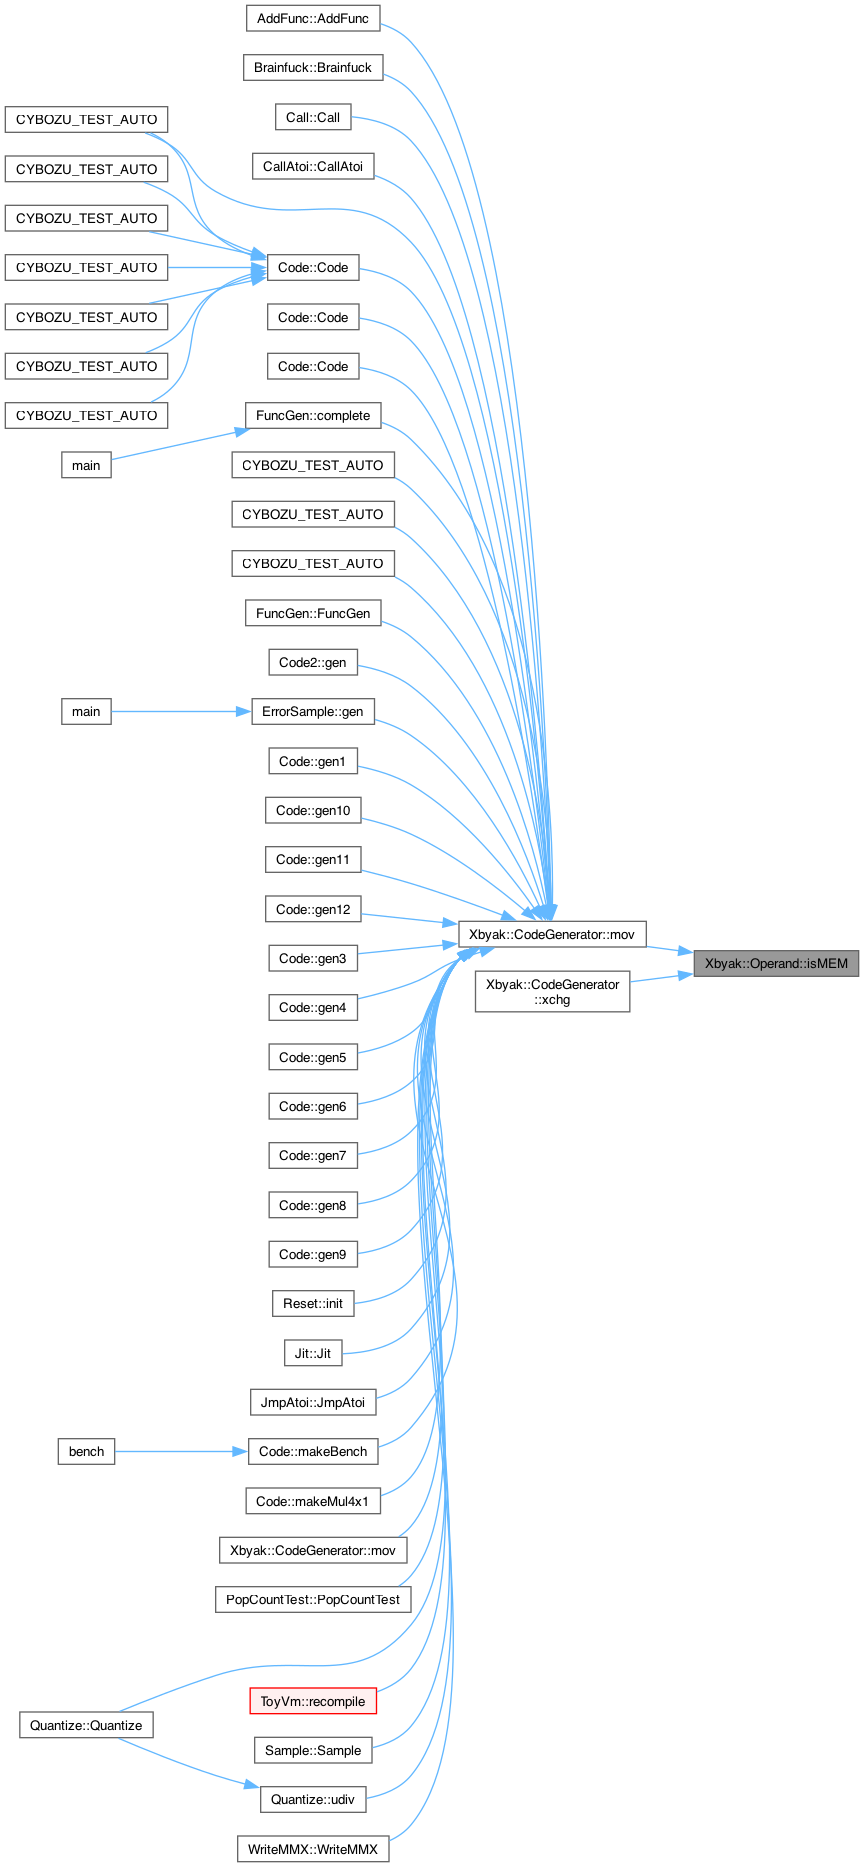 AddFunc::AddFunc
Brainfuck::Brainfuck
Call::Call
CYBOZU_TEST_AUTO
CallAtoi::CallAtoi
CYBOZU_TEST_AUTO
CYBOZU_TEST_AUTO
CYBOZU_TEST_AUTO
Code::Code
CYBOZU_TEST_AUTO
Code::Code
CYBOZU_TEST_AUTO
Code::Code
CYBOZU_TEST_AUTO
FuncGen::complete
main
CYBOZU_TEST_AUTO
CYBOZU_TEST_AUTO
CYBOZU_TEST_AUTO
FuncGen::FuncGen
Code2::gen
main
ErrorSample::gen
Code::gen1
Code::gen10
Code::gen11
Code::gen12
Xbyak::CodeGenerator::mov
Code::gen3
Xbyak::Operand::isMEM
Xbyak::CodeGenerator
::xchg
Code::gen4
Code::gen5
Code::gen6
Code::gen7
Code::gen8
Code::gen9
Reset::init
Jit::Jit
JmpAtoi::JmpAtoi
bench
Code::makeBench
Code::makeMul4x1
Xbyak::CodeGenerator::mov
PopCountTest::PopCountTest
ToyVm::recompile
Quantize::Quantize
Sample::Sample
Quantize::udiv
WriteMMX::WriteMMX